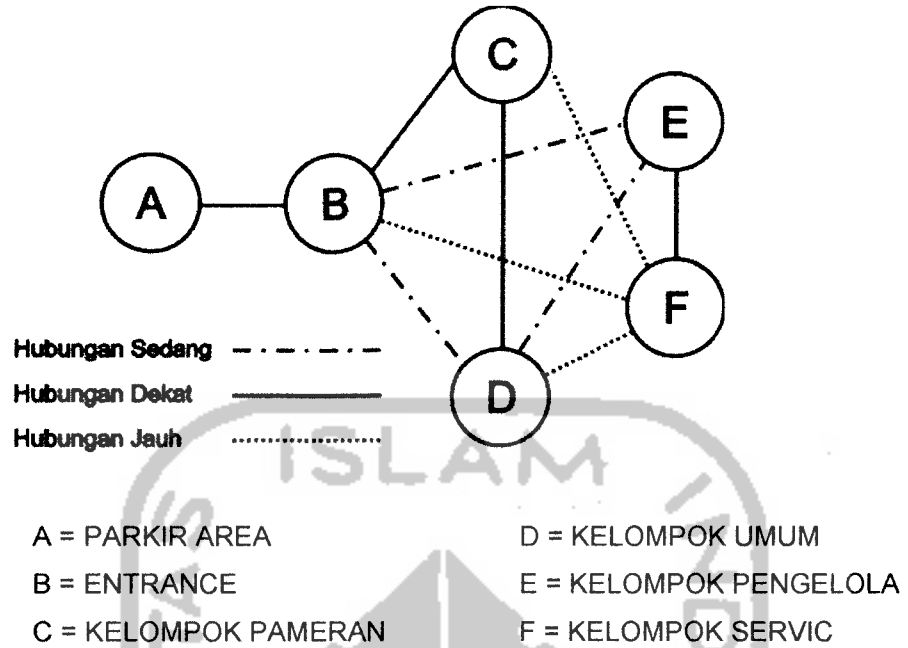 C
E
A
B
F
D
Hubungan Sedang
Hubungan Dekat
Hubungan Jauh
ISLAM
A = PARKIR AREA
D = KELOMPOK UMUM
B = ENTRANCE
E = KELOMPOK PENGELOLA
C = KELOMPOK PAMERAN
F = KELOMPOK SERVIC